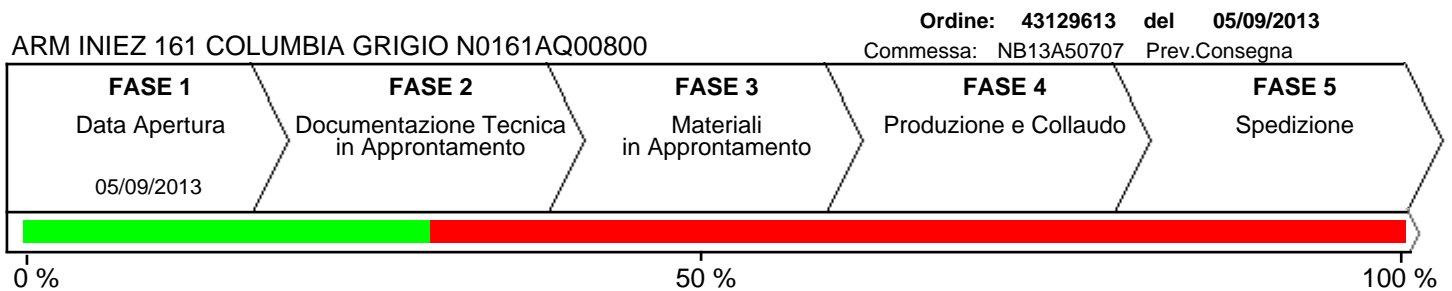 Ordine: 43129613 del 05/09/2013
ARM INIEZ 161 COLUMBIA GRIGIO N0161AQ00800
Commessa: NB13A50707 Prev.Consegna
FASE 1
Data Apertura
05/09/2013
FASE 2
Documentazione Tecnica
in Approntamento
FASE 3
Materiali
in Approntamento
FASE 4
Produzione e Collaudo
FASE 5
Spedizione
0 %
50 %
100 %